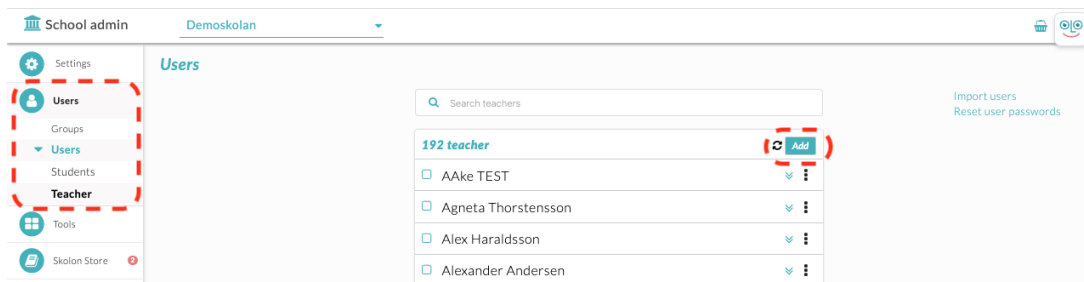 School admin
Demoskolan
Settings
Users
Groups
Users
Students
Teacher
Tools
Skolon Store 2
Users
Search teachers
Import users
Reset user passwords
192 teacher
Add
AAke TEST
Agneta Thorstensson
Alex Haraldsson
Alexander Andersen